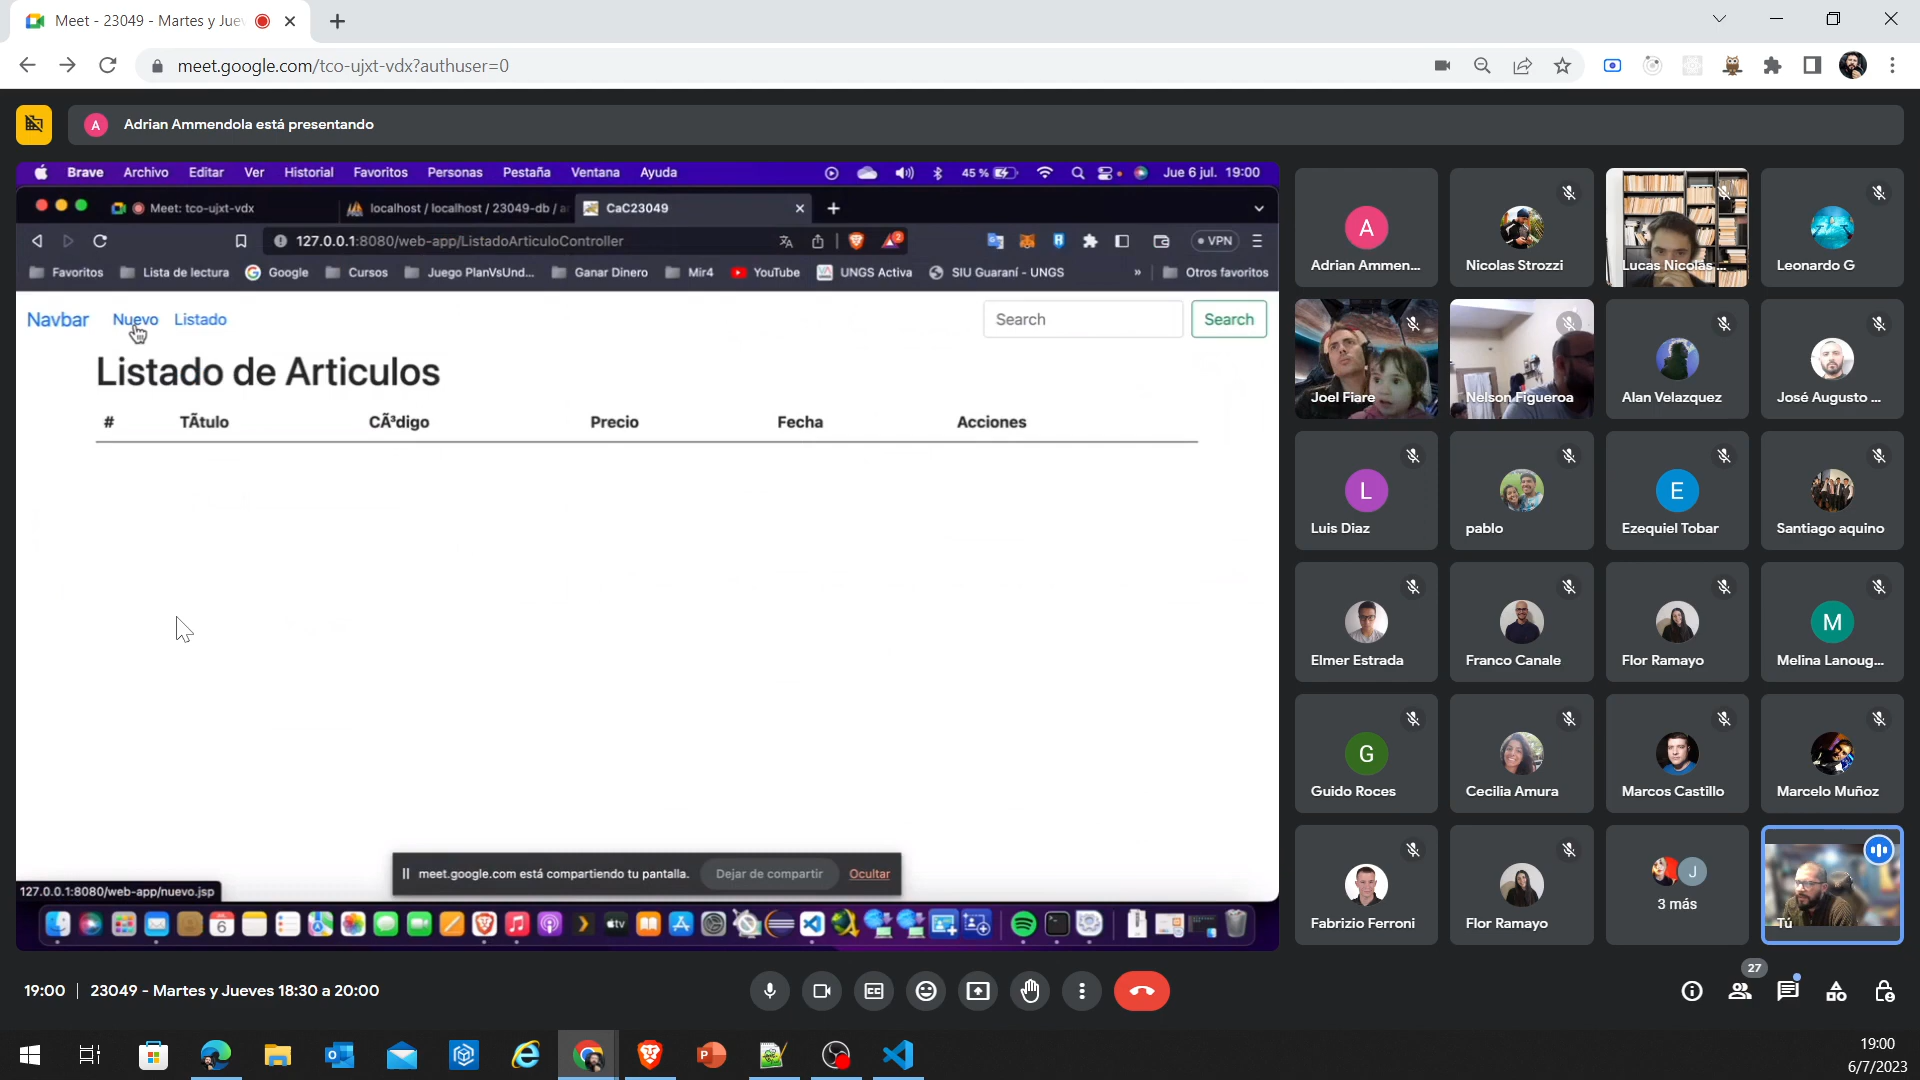 Meet - 23049 - Martes y Jue
meet.google.com/tco-ujxt-vdx?authuser=0
A Adrian Ammendola está presentando
Brave Archivo Editar Ver Historial Favoritos Personas Pestaña Ventana Ayuda 45 % Jue 6 jul. 19:00
Meet: tco-ujxt-vdx localhost / localhost / 23049-db / ar CaC23049
127.0.0.1:8080/web-app/ListadoArticuloController VPN
Favoritos Lista de lectura Google Cursos Juego PlanVsUnd... Ganar Dinero Mir4 YouTube UNGS Activa SIU Guaraní - UNGS » Otros favoritos
Navbar Nuevo Listado Search Search
Listado de Articulos
# TÃtulo CÃ³digo Precio Fecha Acciones
meet.google.com está compartiendo tu pantalla. Dejar de compartir Ocultar
127.0.0.1:8080/web-app/nuevo.jsp
A
Adrian Ammen... Nicolas Strozzi Lucas Nicolás ... Leonardo G
Joel Fiare Nelson Figueroa Alan Velazquez José Augusto ...
L E
Luis Diaz pablo Ezequiel Tobar Santiago aquino
M
Elmer Estrada Franco Canale Flor Ramayo Melina Lanoug...
G
Guido Roces Cecilia Amura Marcos Castillo Marcelo Muñoz
J
Fabrizio Ferroni Flor Ramayo 3 más Tú
19:00 | 23049 - Martes y Jueves 18:30 a 20:00
27
19:00
6/7/2023